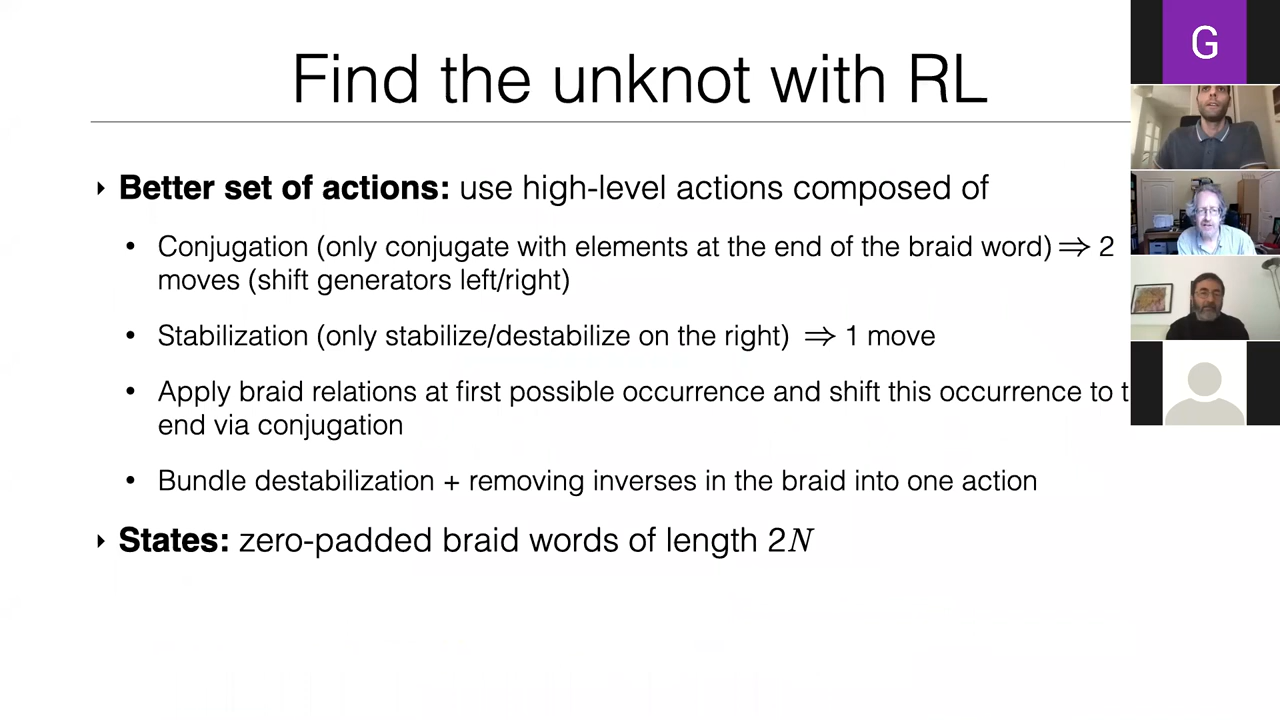 Find the unknot with RL
G
Better set of actions: use high-level actions composed of
• Conjugation (only conjugate with elements at the end of the braid word) ⇒ 2
moves (shift generators left/right)
• Stabilization (only stabilize/destabilize on the right) ⇒ 1 move
• Apply braid relations at first possible occurrence and shift this occurrence to
end via conjugation
• Bundle destabilization + removing inverses in the braid into one action
States: zero-padded braid words of length 2N